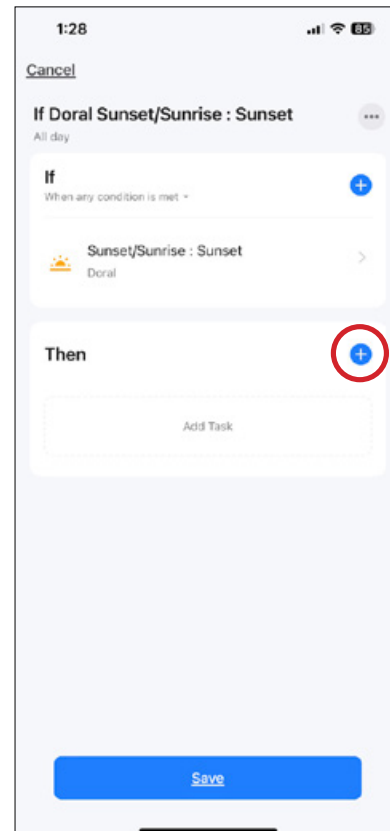 1:28
85
Cancel
If Doral Sunset/Sunrise : Sunset
All day
If
When any condition is met
Sunset/Sunrise : Sunset
Doral
Then
Add Task
Save